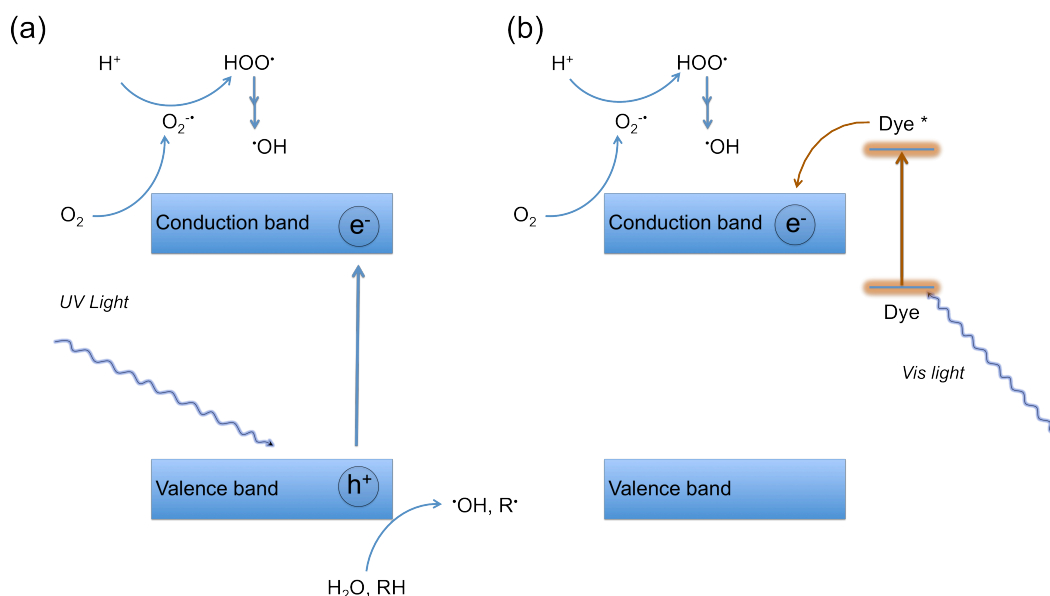 (a)
H⁺
HOO•
O₂⁻•
•OH
O₂
Conduction band
e⁻
UV Light
Valence band
h⁺
•OH, R•
H₂O, RH
(b)
H⁺
HOO•
O₂⁻•
•OH
Dye *
O₂
Conduction band
e⁻
Dye
Vis light
Valence band